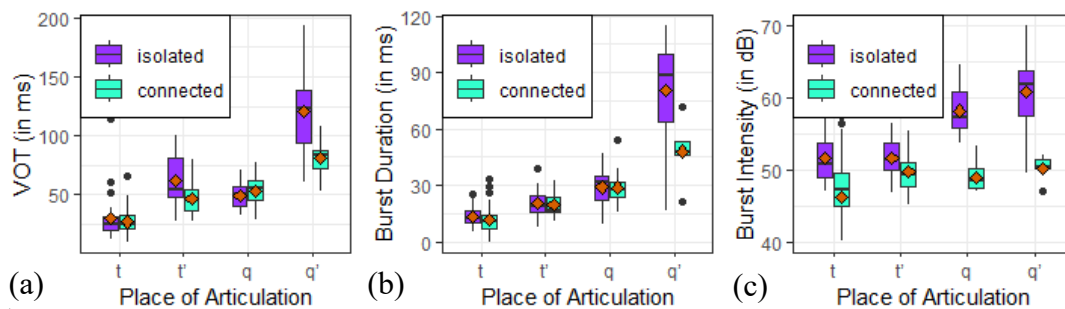 VOT (in ms)
200
150
100
50
isolated
connected
t t' q q'
Place of Articulation
(a)
Burst Duration (in ms)
120
90
60
30
0
isolated
connected
t t' q q'
Place of Articulation
(b)
Burst Intensity (in dB)
70
60
50
40
isolated
connected
t t' q q'
Place of Articulation
(c)